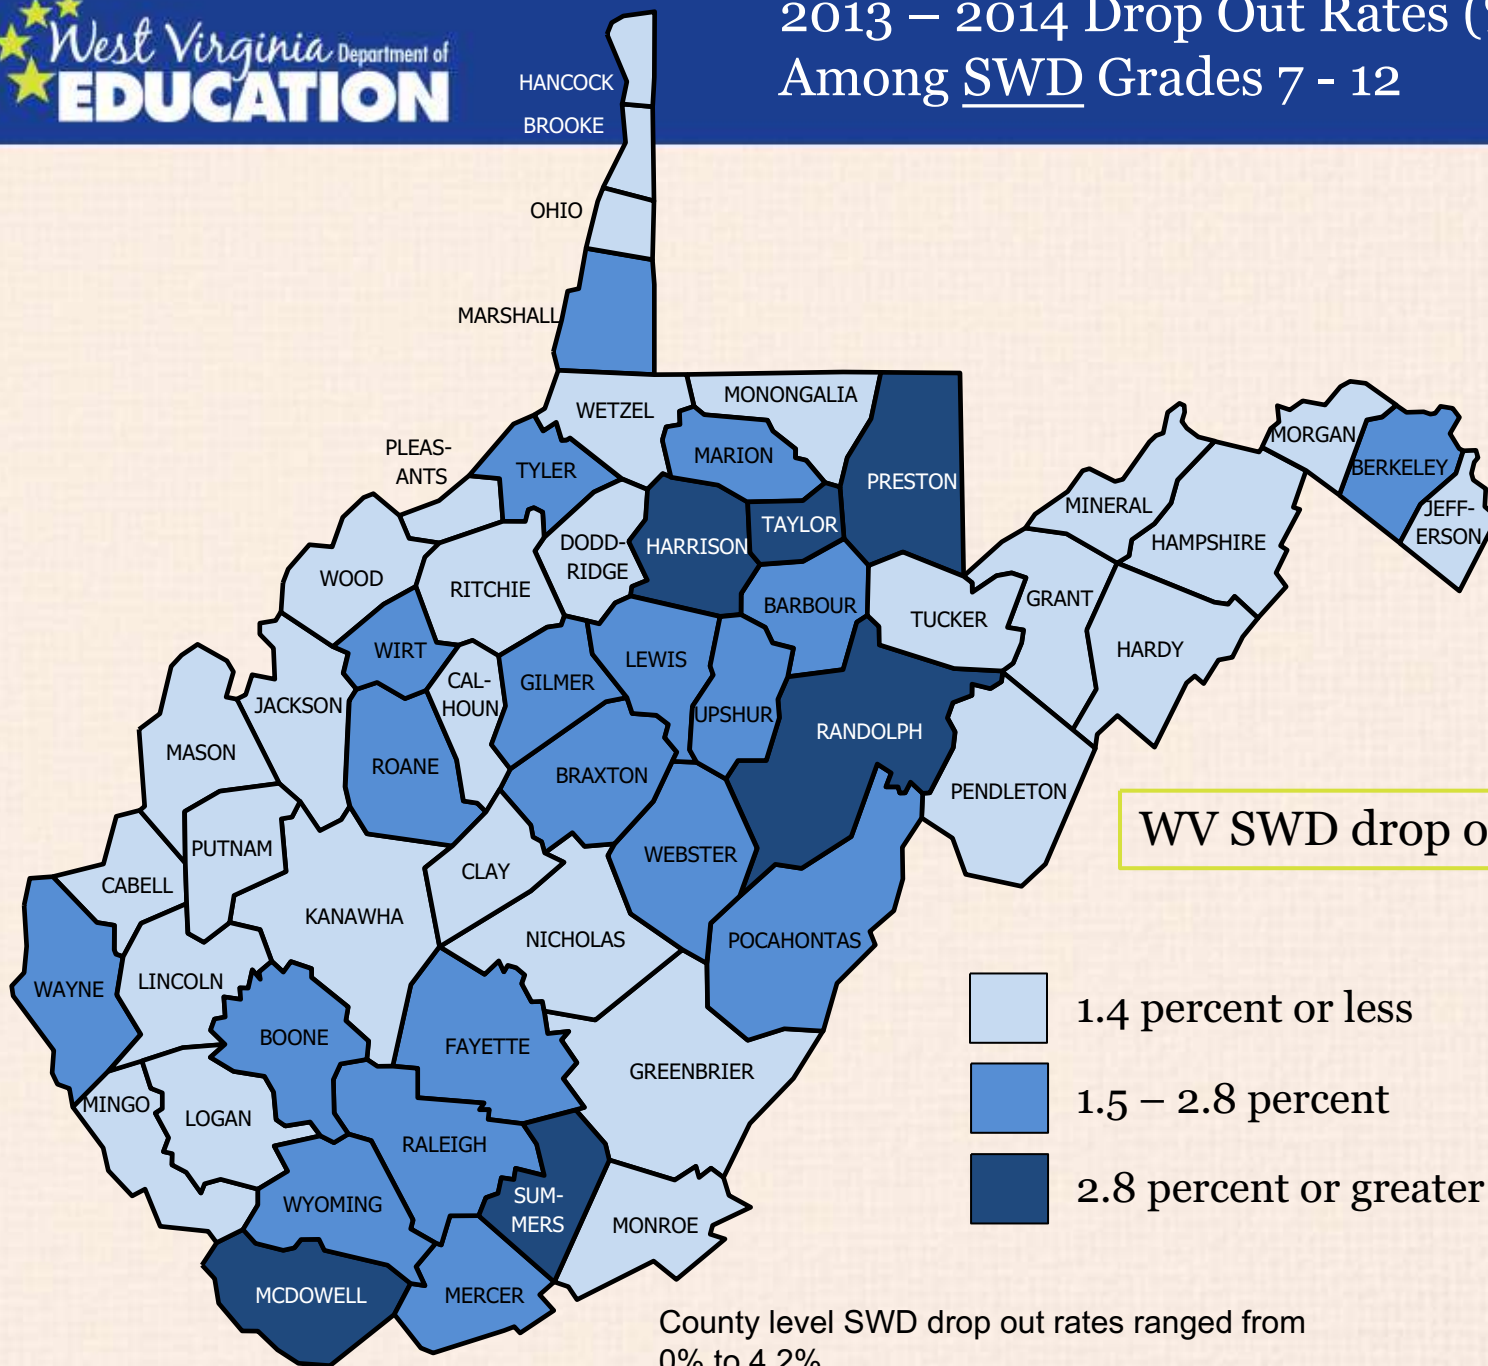 West Virginia Department of
EDUCATION
2013 – 2014 Drop Out Rates (
Among SWD Grades 7 - 12
HANCOCK
BROOKE
OHIO
MARSHALL
WETZEL
MONONGALIA
PLEAS-
ANTS
TYLER
MARION
PRESTON
MORGAN
BERKELEY
JEFF-
ERSON
MINERAL
HAMPSHIRE
TAYLOR
HARRISON
DODD-
RIDGE
WOOD
RITCHIE
BARBOUR
TUCKER
GRANT
HARDY
WIRT
LEWIS
GILMER
CAL-
HOUN
JACKSON
UPSHUR
RANDOLPH
MASON
ROANE
BRAXTON
PENDLETON
WV SWD drop o
PUTNAM
WEBSTER
CLAY
CABELL
KANAWHA
NICHOLAS
POCAHONTAS
LINCOLN
WAYNE
BOONE
FAYETTE
GREENBRIER
MINGO
LOGAN
RALEIGH
WYOMING
SUM-
MERS
MONROE
MCDOWELL
MERCER
1.4 percent or less
1.5 – 2.8 percent
2.8 percent or greater
County level SWD drop out rates ranged from
0% to 4.2%